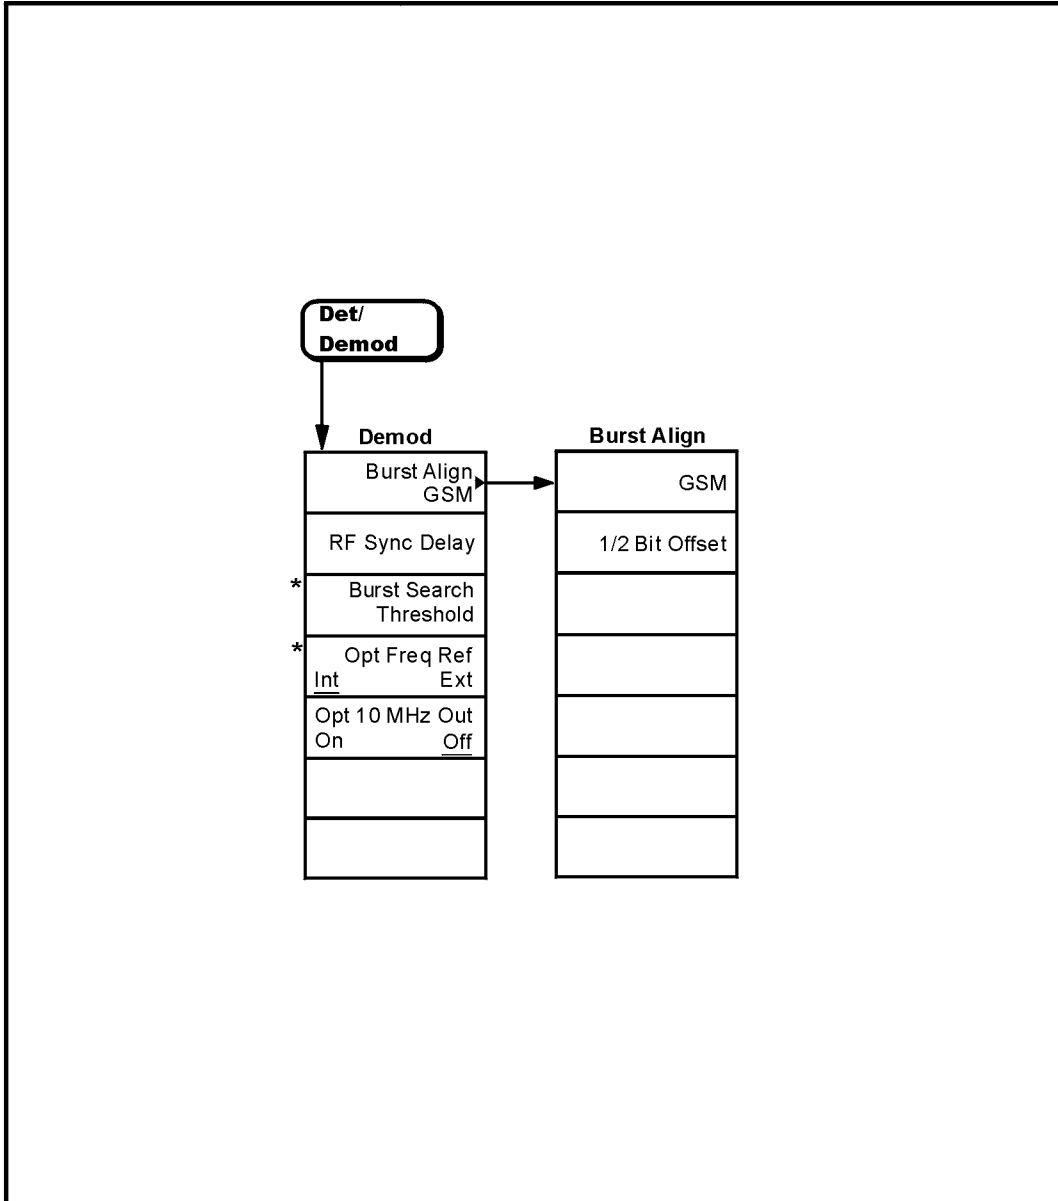 Det/
Demod
Demod
Burst Align
GSM
RF Sync Delay
* Burst Search
Threshold
* Opt Freq Ref
Int Ext
Opt 10 MHz Out
On Off
Burst Align
GSM
1/2 Bit Offset